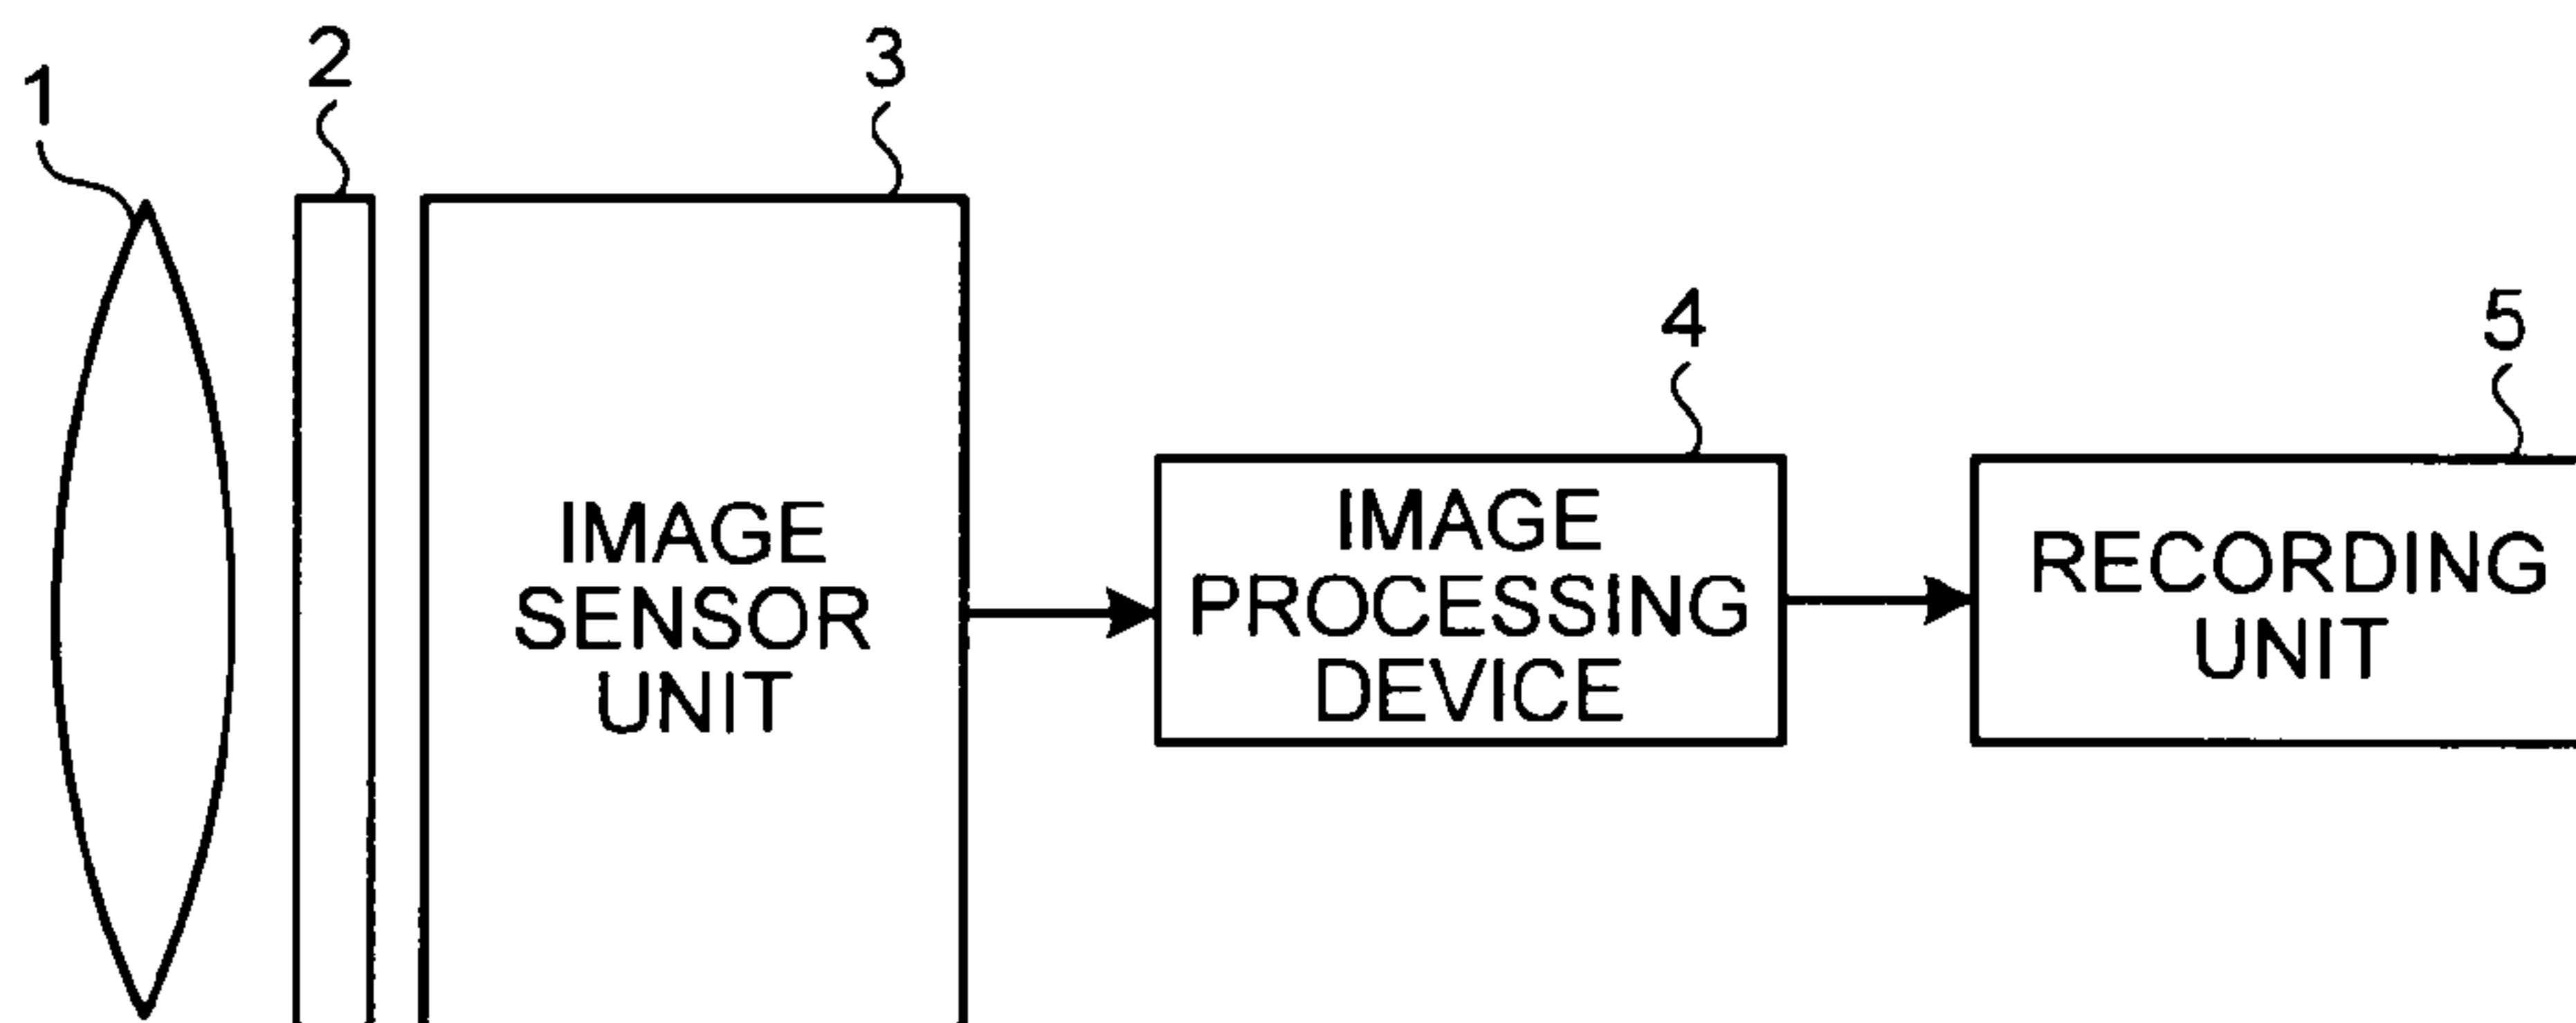 1
2
3
4
5
IMAGE
SENSOR
UNIT
IMAGE
PROCESSING
DEVICE
RECORDING
UNIT